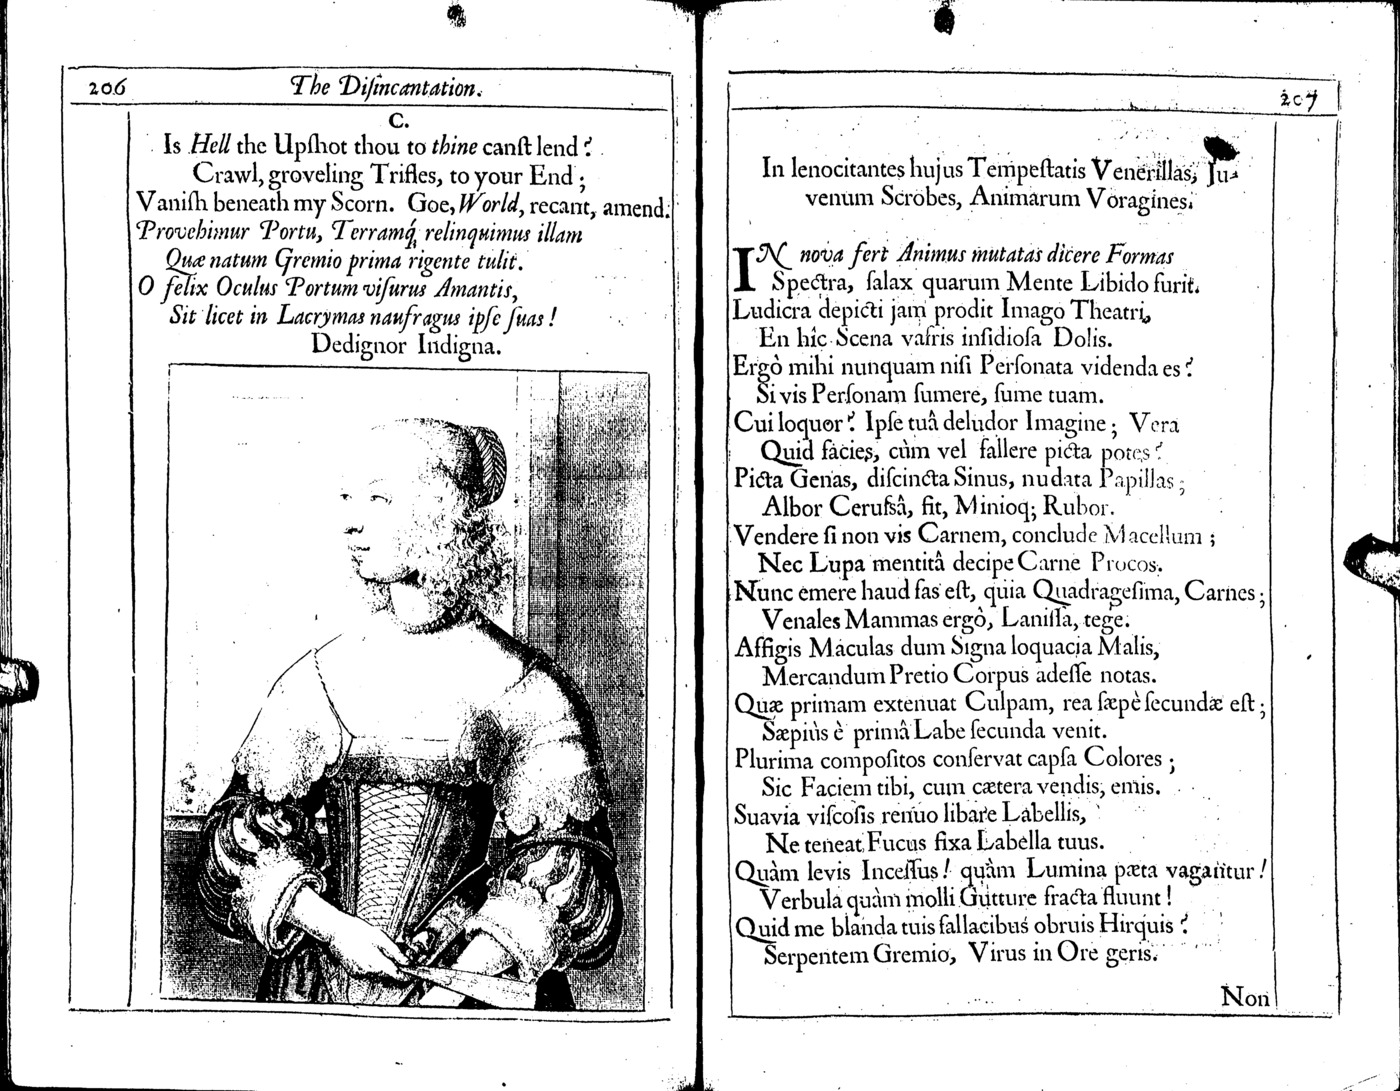 206
The Diſincantation.
C.
Is Hell the Upſhot thou to thine canſt lend?
Crawl, groveling Trifles, to your End;
Vaniſh beneath my Scorn. Goe, World, recant, amend.
Provehimur Portu, Terramq́, relinquimus illam
Quæ natum Gremio prima rigente tulit.
O felix Oculus Portum viſurus Amantis,
Sit licet in Lacrymas naufragus ipſe ſuas!
Dedignor Indigna.
207
In lenocitantes hujus Tempeſtatis Venerillas, Ju-
venum Scrobes, Animarum Voragines.
IN nova fert Animus mutatas dicere Formas
Spectra, ſalax quarum Mente Libido furit.
Ludicra depicti jam prodit Imago Theatri,
En hîc Scena vafris inſidioſa Dolis.
Ergò mihi nunquam niſi Perſonata videnda es?
Si vis Perſonam ſumere, ſume tuam.
Cui loquor? Ipſe tuâ deludor Imagine; Vera
Quid facies, cùm vel fallere picta potes?
Picta Genas, diſcincta Sinus, nudata Papillas;
Albor Ceruſsâ, fit, Minioq; Rubor.
Vendere ſi non vis Carnem, conclude Macellum;
Nec Lupa mentitâ decipe Carne Procos.
Nunc emere haud fas eſt, quia Quadrageſima, Carnes;
Venales Mammas ergò, Laniſſa, tege.
Affigis Maculas dum Signa loquacia Malis,
Mercandum Pretio Corpus adeſſe notas.
Quæ primam extenuat Culpam, rea ſæpè ſecundæ eſt;
Sæpiùs è primâ Labe ſecunda venit.
Plurima compoſitos conſervat capſa Colores;
Sic Faciem tibi, cum cætera vendis, emis.
Suavia viſcoſis renuo libare Labellis,
Ne teneat Fucus fixa Labella tuus.
Quàm levis Inceſſus! quàm Lumina pæta vagantur!
Verbula quàm molli Gutture fracta fluunt!
Quid me blanda tuis fallacibus obruis Hirquis?
Serpentem Gremio, Virus in Ore geris.
Non